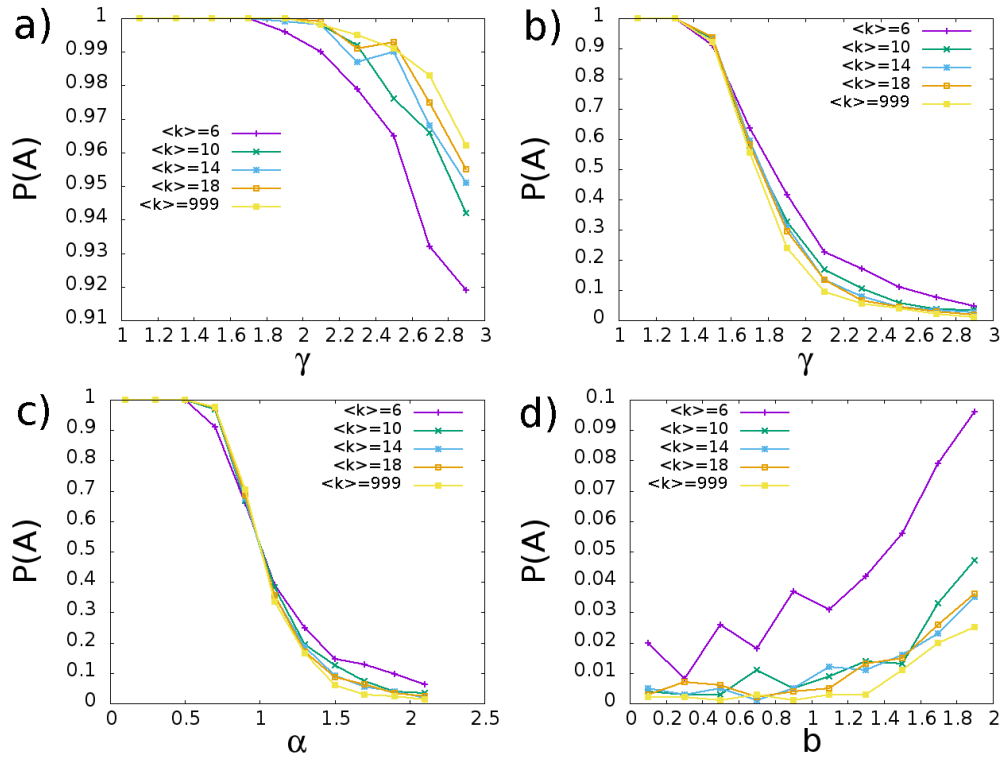 a)
P(A)
1
0.99
0.98
0.97
0.96
0.95
0.94
0.93
0.92
0.91
<k>=6
<k>=10
<k>=14
<k>=18
<k>=999
1 1.2 1.4 1.6 1.8 2 2.2 2.4 2.6 2.8 3
γ
b)
P(A)
1
0.9
0.8
0.7
0.6
0.5
0.4
0.3
0.2
0.1
0
<k>=6
<k>=10
<k>=14
<k>=18
<k>=999
1 1.2 1.4 1.6 1.8 2 2.2 2.4 2.6 2.8 3
γ
c)
P(A)
1
0.9
0.8
0.7
0.6
0.5
0.4
0.3
0.2
0.1
0
<k>=6
<k>=10
<k>=14
<k>=18
<k>=999
0 0.5 1 1.5 2 2.5
α
d)
P(A)
0.1
0.09
0.08
0.07
0.06
0.05
0.04
0.03
0.02
0.01
0
<k>=6
<k>=10
<k>=14
<k>=18
<k>=999
0 0.2 0.4 0.6 0.8 1 1.2 1.4 1.6 1.8 2
b